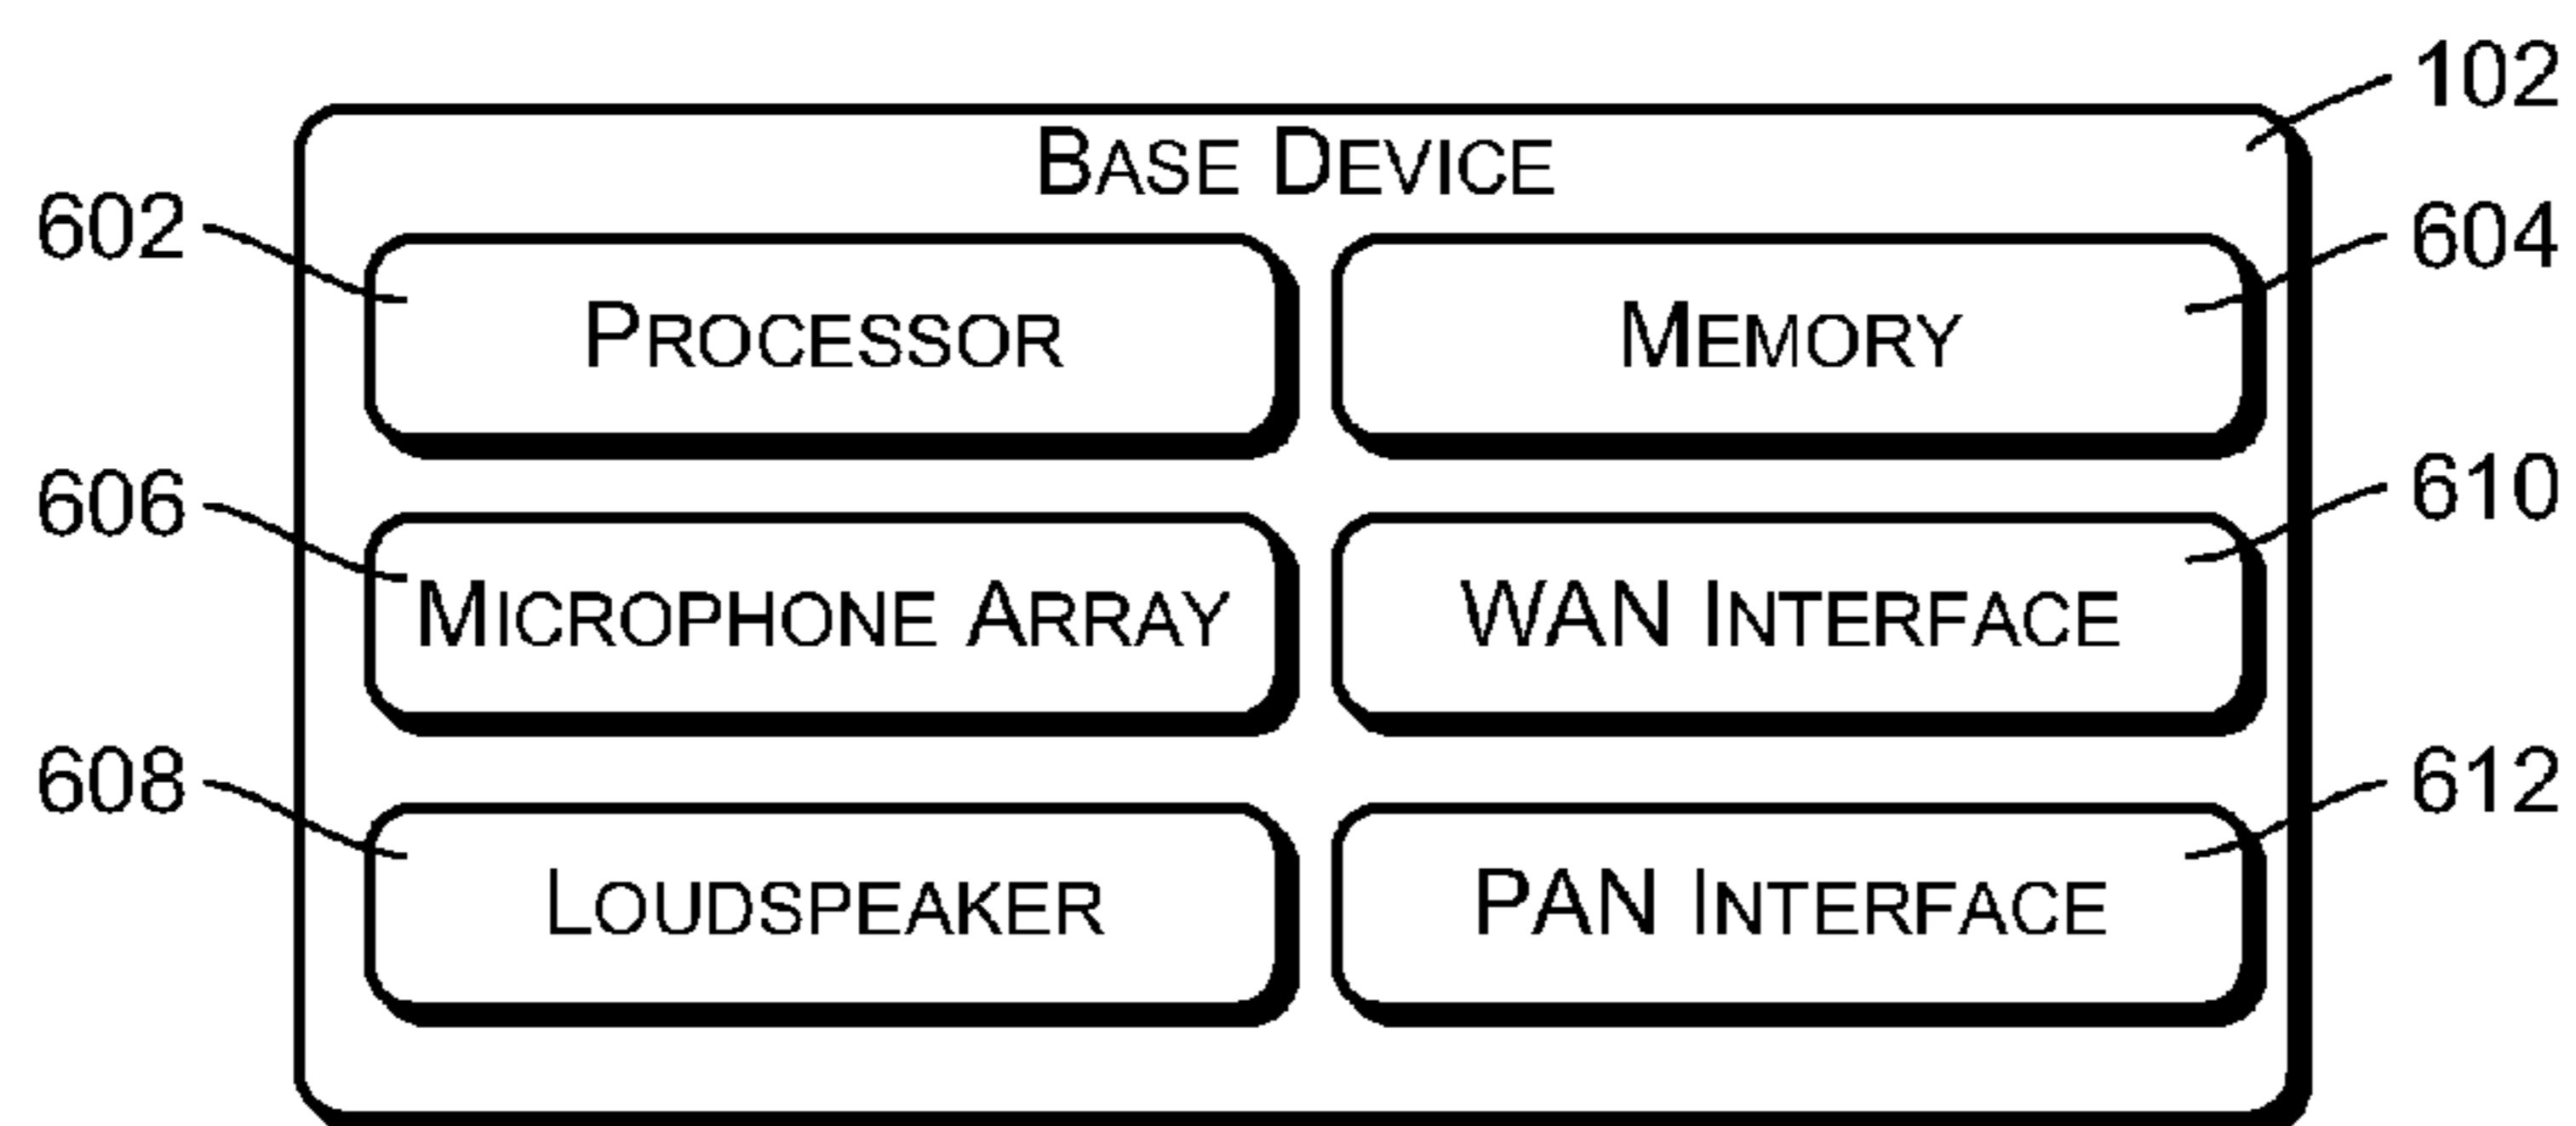 102
BASE DEVICE
602
604
PROCESSOR
MEMORY
606
610
MICROPHONE ARRAY
WAN INTERFACE
608
612
LOUDSPEAKER
PAN INTERFACE